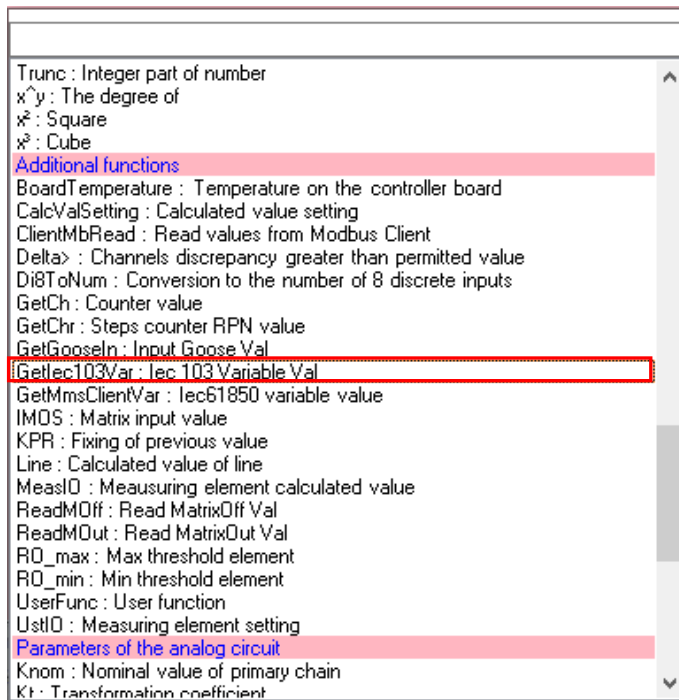 Trunc : Integer part of number
x^y : The degree of
x² : Square
x³ : Cube
Additional functions
BoardTemperature : Temperature on the controller board
CalcValSetting : Calculated value setting
ClientMbRead : Read values from Modbus Client
Delta> : Channels discrepancy greater than permitted value
Di8ToNum : Conversion to the number of 8 discrete inputs
GetCh : Counter value
GetChr : Steps counter RPN value
GetGooseIn : Input Goose Val
GetIec103Var : Iec 103 Variable Val
GetMmsClientVar : Iec61850 variable value
IMOS : Matrix input value
KPR : Fixing of previous value
Line : Calculated value of line
MeasIO : Meausuring element calculated value
ReadMOff : Read MatrixOff Val
ReadMOut : Read MatrixOut Val
RO_max : Max threshold element
RO_min : Min threshold element
UserFunc : User function
UstIO : Measuring element setting
Parameters of the analog circuit
Knom : Nominal value of primary chain
Kt : Transformation coefficient